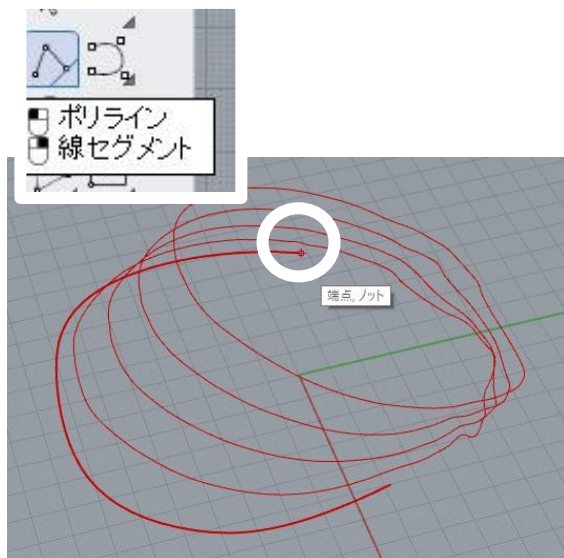 ポリライン
線セグメント
端点, ノット